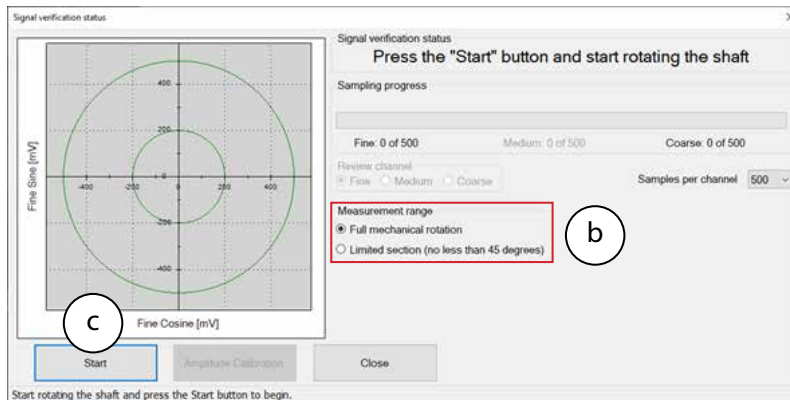 Signal verification status
Signal verification status
Press the "Start" button and start rotating the shaft
Sampling progress
Fine: 0 of 500 Medium: 0 of 500 Coarse: 0 of 500
Review channel
Fine Medium Coarse
Samples per channel 500
Measurement range
Full mechanical rotation
Limited section (no less than 45 degrees)
b
Fine Sine [mV]
400
200
-400 -200 0 200 400
-200
-400
Fine Cosine [mV]
c
Start Amplitude Calibration Close
Start rotating the shaft and press the Start button to begin.